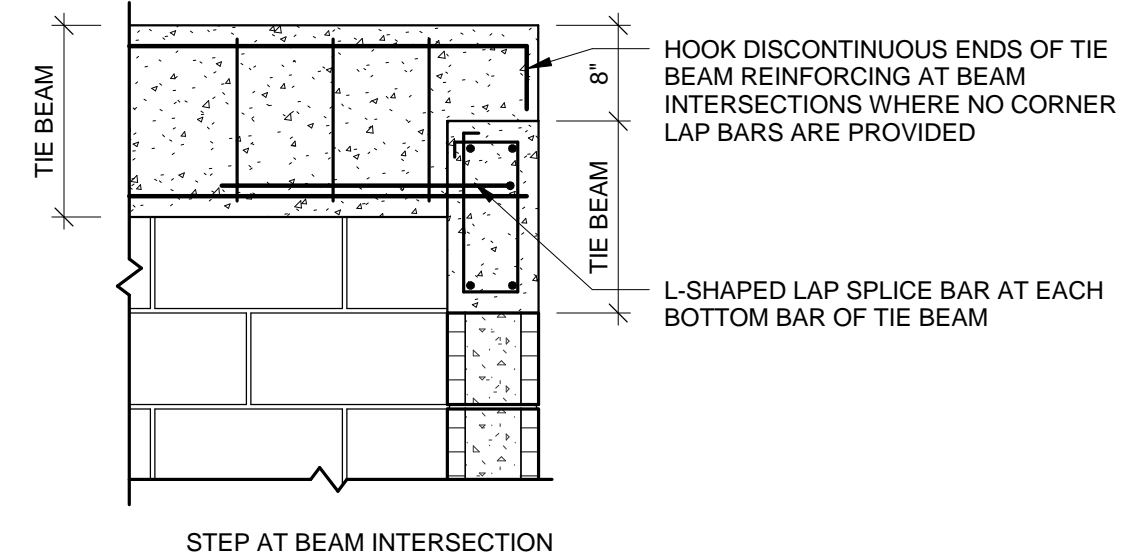 TIE BEAM
8"
HOOK DISCONTINUOUS ENDS OF TIE
BEAM REINFORCING AT BEAM
INTERSECTIONS WHERE NO CORNER
LAP BARS ARE PROVIDED
TIE BEAM
L-SHAPED LAP SPLICE BAR AT EACH
BOTTOM BAR OF TIE BEAM
STEP AT BEAM INTERSECTION